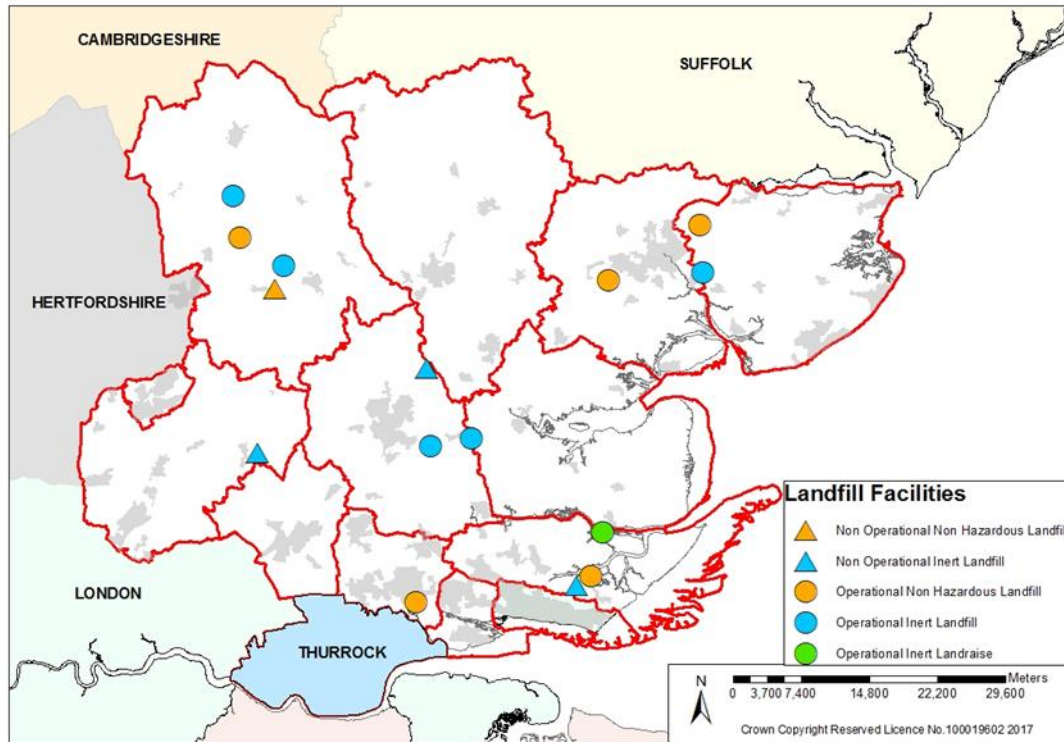 CAMBRIDGESHIRE
SUFFOLK
HERTFORDSHIRE
LONDON
THURROCK
Landfill Facilities
Non Operational Non Hazardous Landfil
Non Operational Inert Landfill
Operational Non Hazardous Landfill
Operational Inert Landfill
Operational Inert Landraise
N
Meters
0 3,700 7,400 14,800 22,200 29,600
Crown Copyright Reserved Licence No.100019602 2017